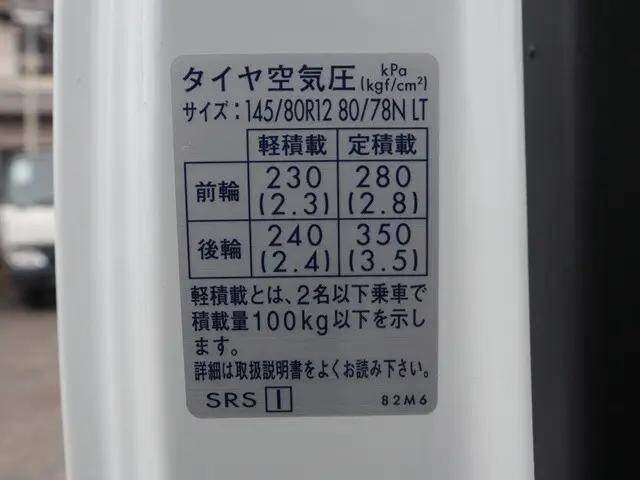 タイヤ空気圧 kPa (kgf/cm²)
サイズ:145/80R12 80/78N LT
軽積載 定積載
前輪 230 (2.3) 280 (2.8)
後輪 240 (2.4) 350 (3.5)
軽積載とは、2名以下乗車で
積載量100kg以下を示し
ます。
詳細は取扱説明書をよくお読み下さい。
SRS I 82M6